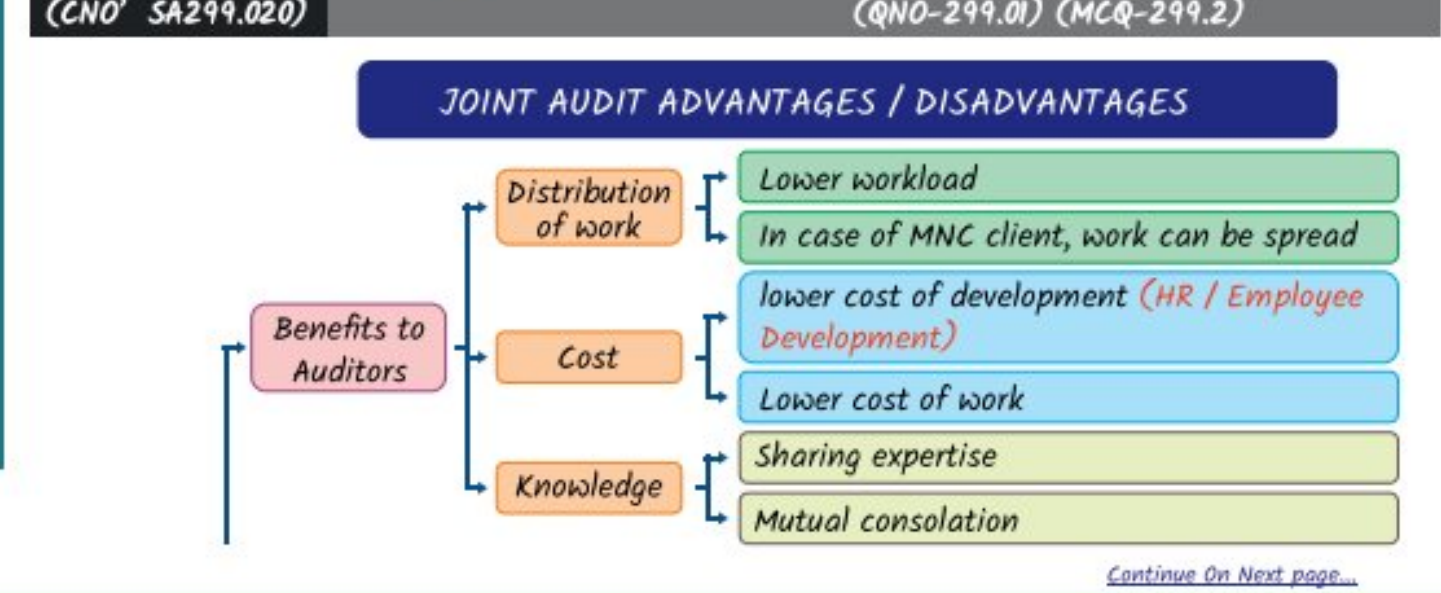 (CNO' SA299.020)
(QNO-299.01) (MCQ-299.2)
JOINT AUDIT ADVANTAGES / DISADVANTAGES
Benefits to
Auditors
Distribution
of work
Lower workload
In case of MNC client, work can be spread
Cost
lower cost of development (HR / Employee
Development)
Lower cost of work
Knowledge
Sharing expertise
Mutual consolation
Continue On Next page...